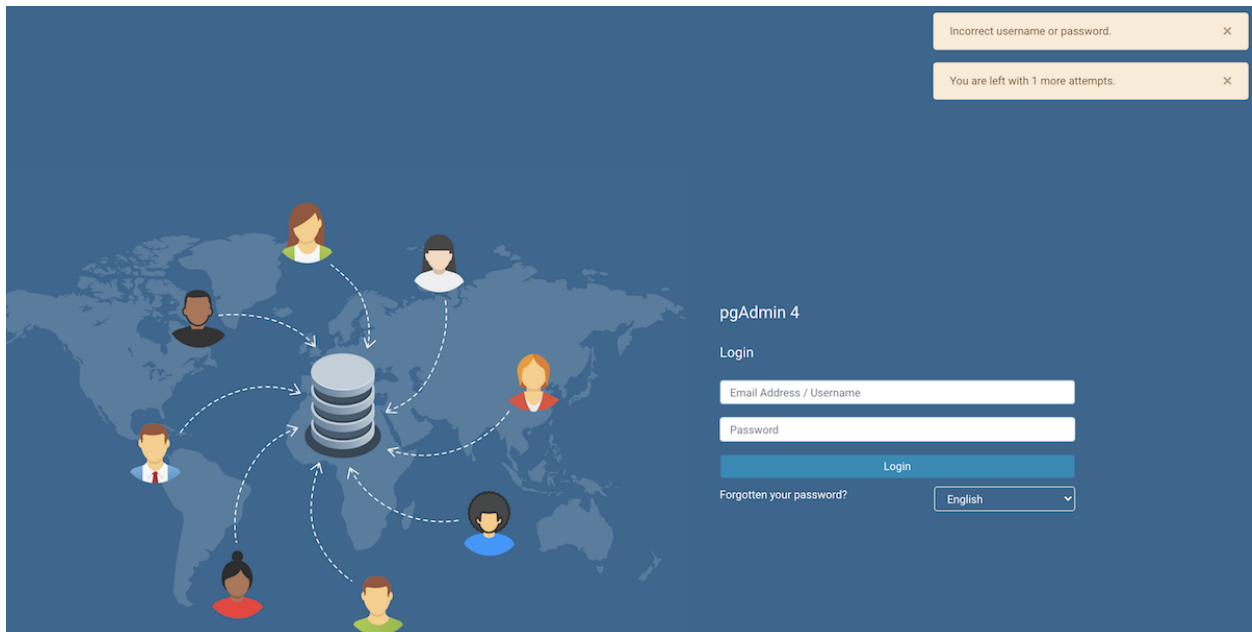 Incorrect username or password. ×
You are left with 1 more attempts. ×
pgAdmin 4
Login
Email Address / Username
Password
Login
Forgotten your password? English